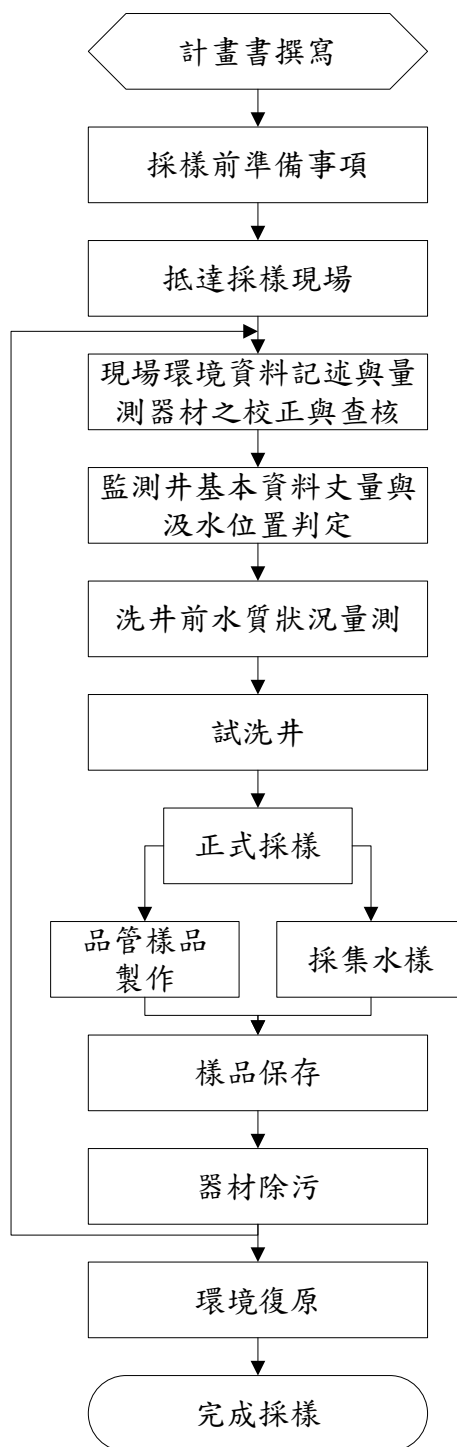 計畫書撰寫
採樣前準備事項
抵達採樣現場
現場環境資料記述與量
測器材之校正與查核
監測井基本資料丈量與
汲水位置判定
洗井前水質狀況量測
試洗井
正式採樣
品管樣品
製作
採集水樣
樣品保存
器材除污
環境復原
完成採樣